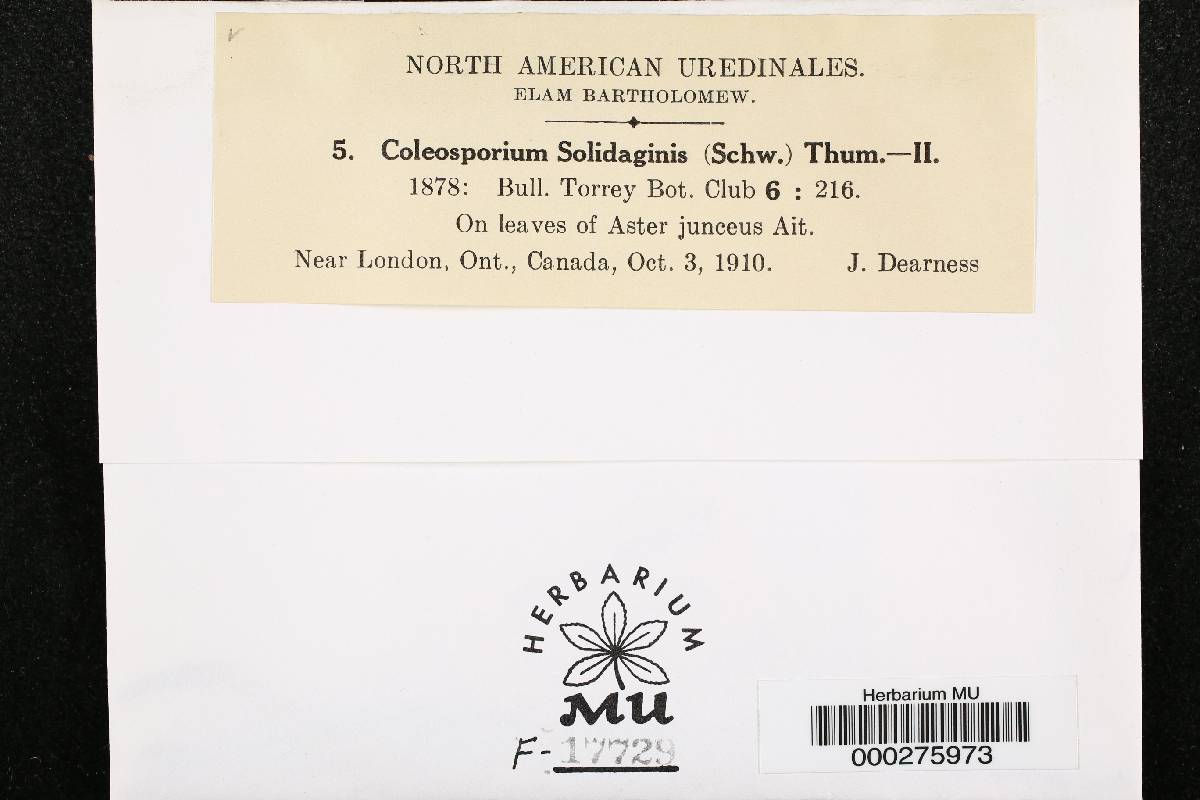 NORTH AMERICAN UREDINALES.
ELAM BARTHOLOMEW.
5. Coleosporium Solidaginis (Schw.) Thum.—II.
1878: Bull. Torrey Bot. Club 6 : 216.
On leaves of Aster junceus Ait.
Near London, Ont., Canada, Oct. 3, 1910. J. Dearness
HERBARIUM
MU
F-17729
Herbarium MU
000275973